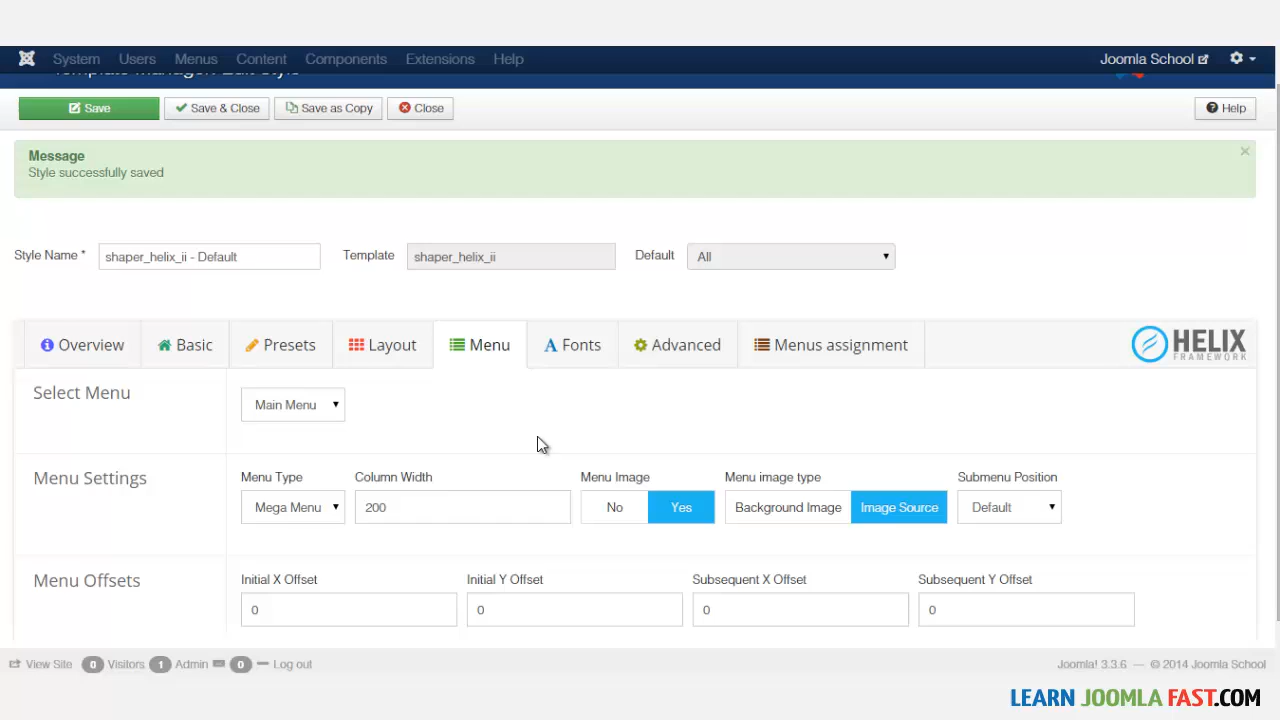 System Users Menus Content Components Extensions Help Joomla School
Template Manager: Edit Style
Save Save & Close Save as Copy Close Help
Message ×
Style successfully saved
Style Name * shaper_helix_ii - Default Template shaper_helix_ii Default All
Overview Basic Presets Layout Menu Fonts Advanced Menus assignment HELIX
FRAMEWORK
Select Menu
Main Menu
Menu Settings Menu Type Column Width Menu Image Menu image type Submenu Position
Mega Menu 200 No Yes Background Image Image Source Default
Menu Offsets Initial X Offset Initial Y Offset Subsequent X Offset Subsequent Y Offset
0 0 0 0
View Site 0 Visitors 1 Admin 0 Log out Joomla! 3.3.6 — © 2014 Joomla School
LEARN JOOMLA FAST.COM